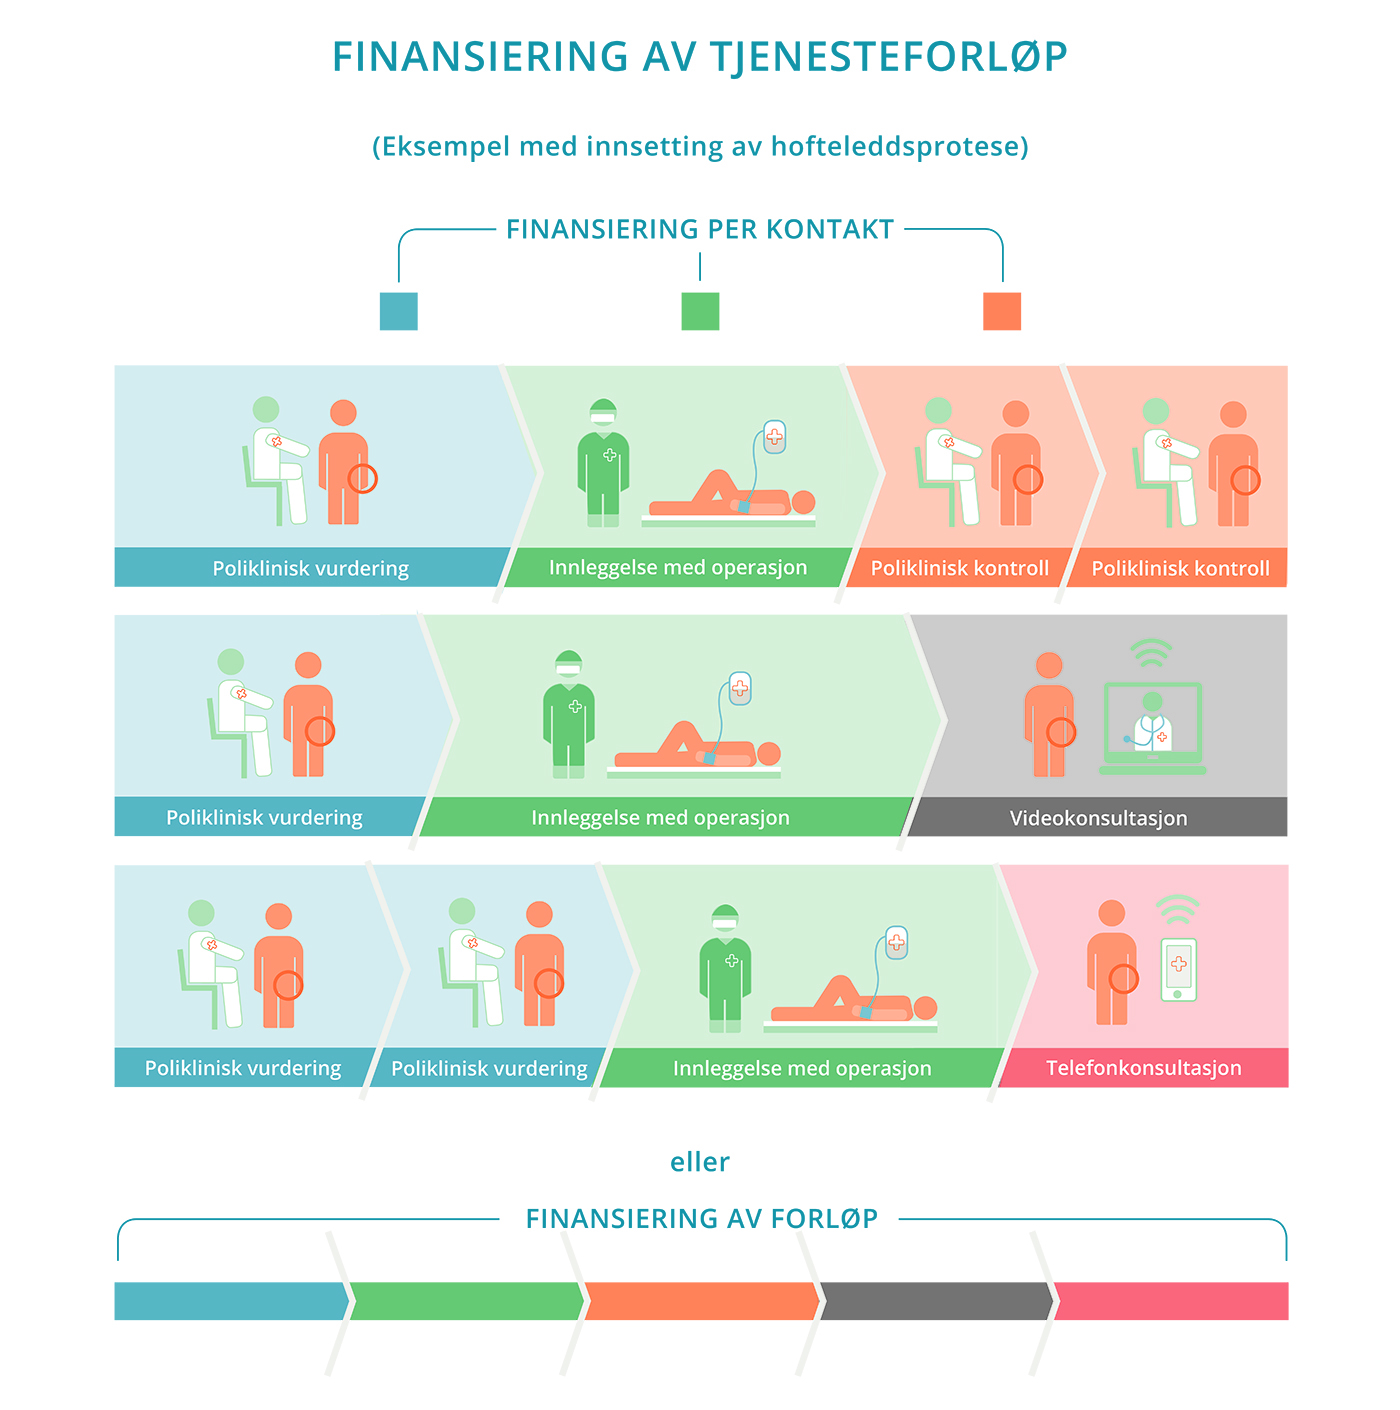 FINANSIERING AV TJENESTEFORLØP
(Eksempel med innsetting av hofteleddsprotese)
FINANSIERING PER KONTAKT
Poliklinisk vurdering
Innleggelse med operasjon
Poliklinisk kontroll
Poliklinisk kontroll
Poliklinisk vurdering
Innleggelse med operasjon
Videokonsultasjon
Poliklinisk vurdering
Poliklinisk vurdering
Innleggelse med operasjon
Telefonkonsultasjon
eller
FINANSIERING AV FORLØP